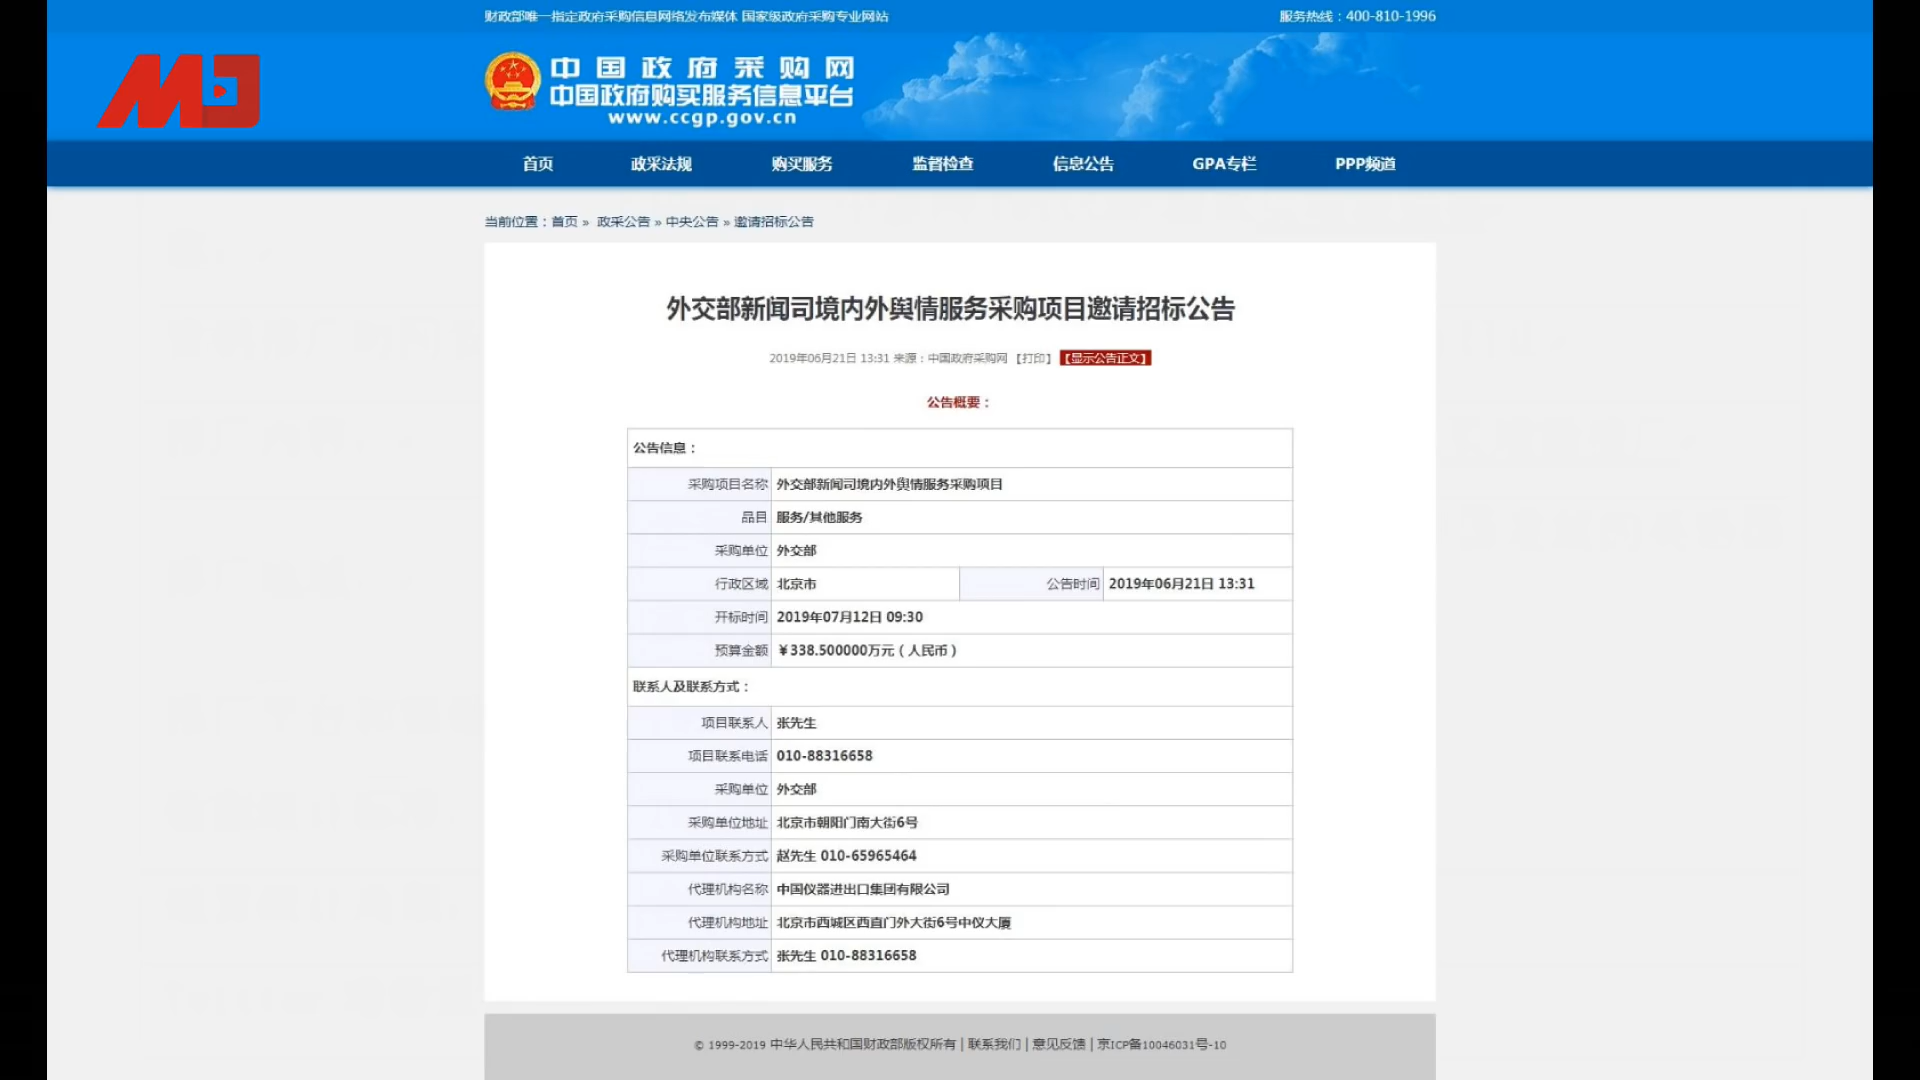 财政部唯一指定政府采购信息网络发布媒体 国家级政府采购专业网站
服务热线：400-810-1996
中国政府采购网
中国政府购买服务信息平台
www.ccgp.gov.cn
首页 政采法规 购买服务 监督检查 信息公告 GPA专栏 PPP频道
当前位置：首页 » 政采公告 » 中央公告 » 邀请招标公告
外交部新闻司境内外舆情服务采购项目邀请招标公告
2019年06月21日 13:31 来源：中国政府采购网 【打印】 【显示公告正文】
公告概要：
公告信息：
采购项目名称 外交部新闻司境内外舆情服务采购项目
品目 服务/其他服务
采购单位 外交部
行政区域 北京市 公告时间 2019年06月21日 13:31
开标时间 2019年07月12日 09:30
预算金额 ￥338.500000万元（人民币）
联系人及联系方式：
项目联系人 张先生
项目联系电话 010-88316658
采购单位 外交部
采购单位地址 北京市朝阳门南大街6号
采购单位联系方式 赵先生 010-65965464
代理机构名称 中国仪器进出口集团有限公司
代理机构地址 北京市西城区西直门外大街6号中仪大厦
代理机构联系方式 张先生 010-88316658
© 1999-2019 中华人民共和国财政部版权所有 | 联系我们 | 意见反馈 | 京ICP备10046031号-10